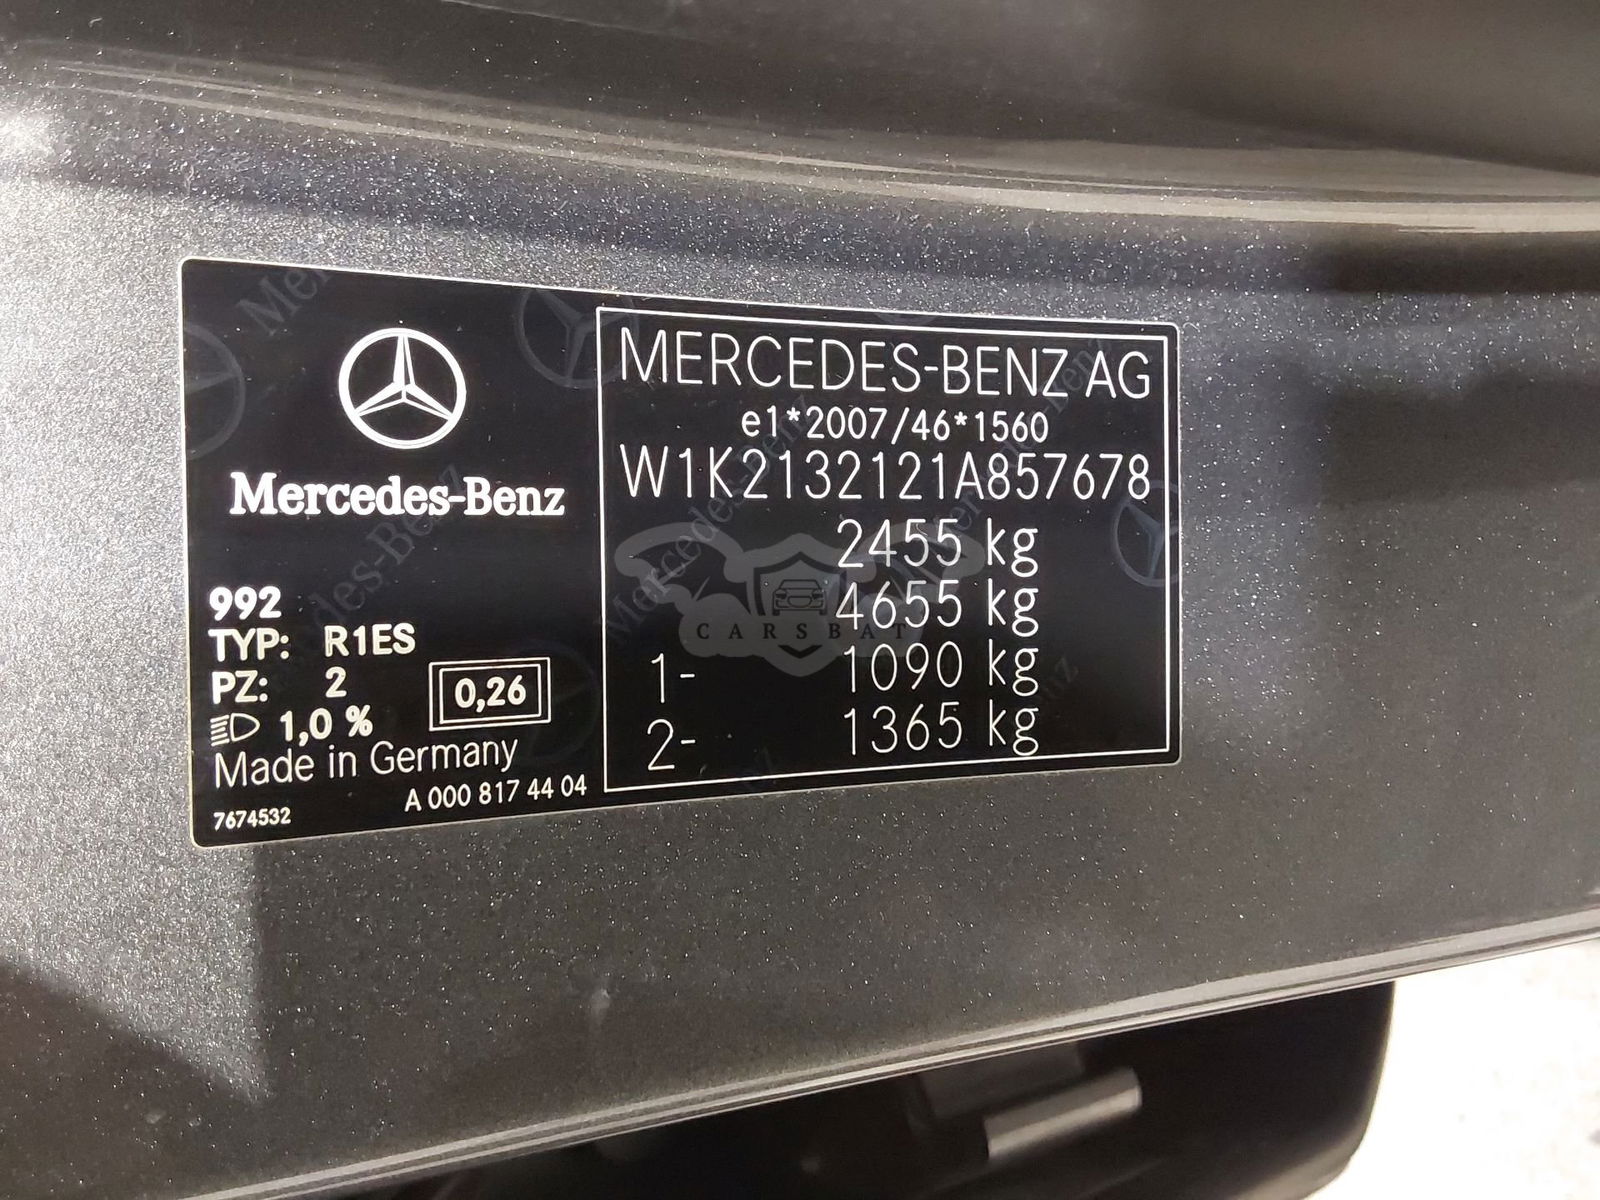 Mercedes-Benz
992
TYP: R1ES
PZ: 2
1,0 %
0,26
Made in Germany
A 000 817 44 04
7674532
MERCEDES-BENZ AG
e1*2007/46*1560
W1K2132121A857678
2455 kg
4655 kg
1- 1090 kg
2- 1365 kg
CARSBAT